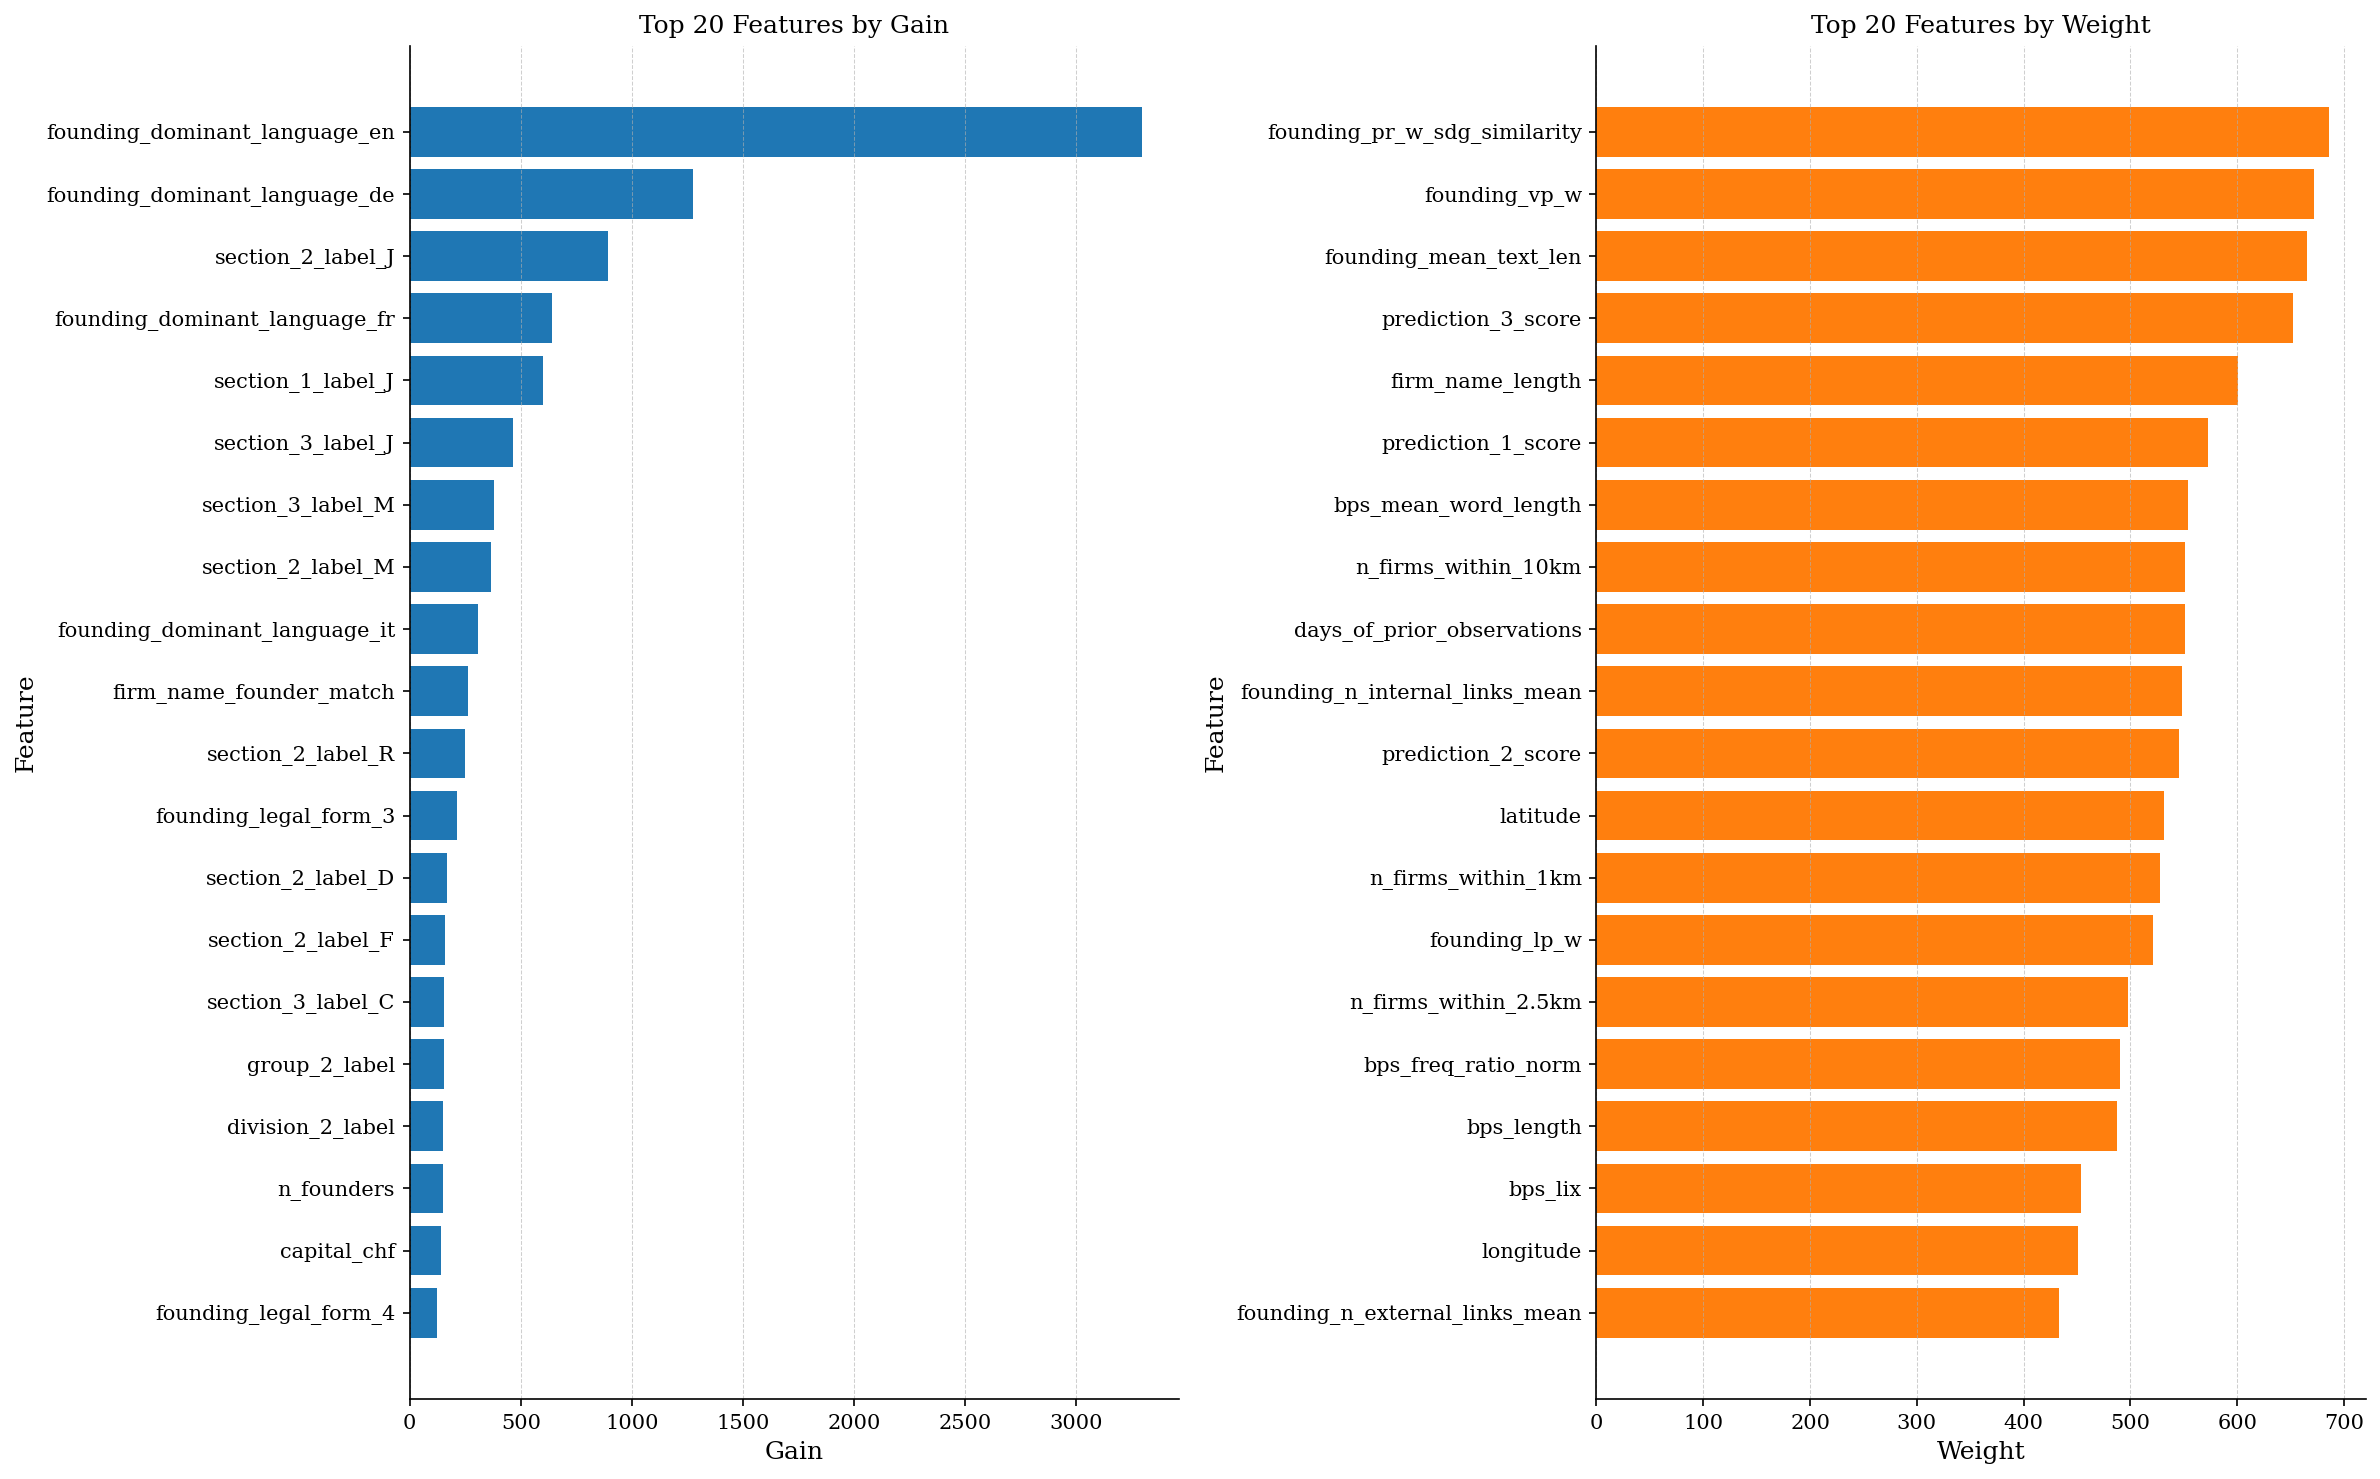 Top 20 Features by Gain
founding_dominant_language_en
founding_dominant_language_de
section_2_label_J
founding_dominant_language_fr
section_1_label_J
section_3_label_J
section_3_label_M
section_2_label_M
founding_dominant_language_it
firm_name_founder_match
section_2_label_R
founding_legal_form_3
section_2_label_D
section_2_label_F
section_3_label_C
group_2_label
division_2_label
n_founders
capital_chf
founding_legal_form_4
Feature
0 500 1000 1500 2000 2500 3000
Gain
Top 20 Features by Weight
founding_pr_w_sdg_similarity
founding_vp_w
founding_mean_text_len
prediction_3_score
firm_name_length
prediction_1_score
bps_mean_word_length
n_firms_within_10km
days_of_prior_observations
founding_n_internal_links_mean
prediction_2_score
latitude
n_firms_within_1km
founding_lp_w
n_firms_within_2.5km
bps_freq_ratio_norm
bps_length
bps_lix
longitude
founding_n_external_links_mean
Feature
0 100 200 300 400 500 600 700
Weight